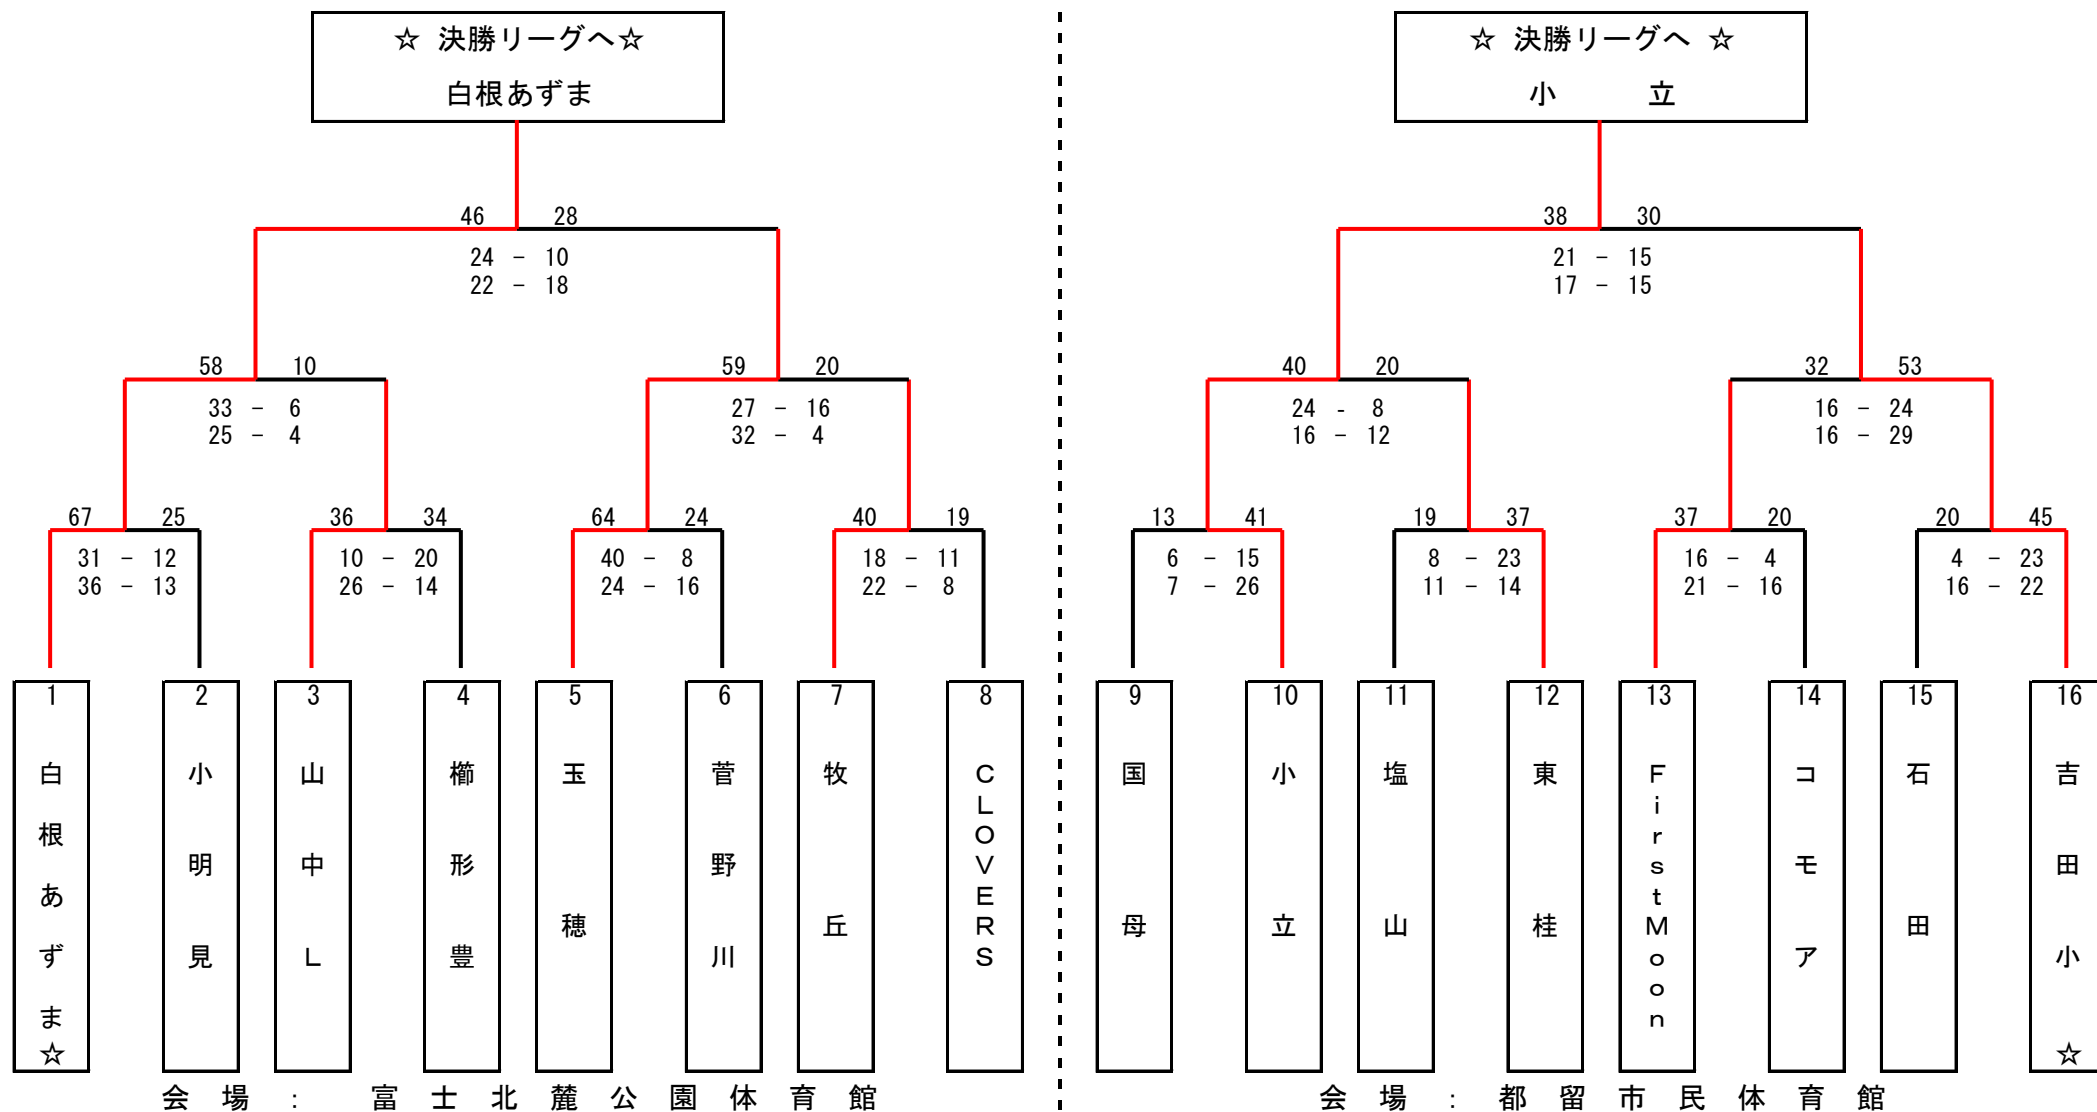 ☆ 決勝リーグへ☆
白根あずま
46 28
24 － 10
22 － 18
58 10
33 － 6
25 － 4
59 20
27 － 16
32 － 4
67 25
31 － 12
36 － 13
36 34
10 － 20
26 － 14
64 24
40 － 8
24 － 16
40 19
18 － 11
22 － 8
1
白根あずま☆
2
小明見
3
山中L
4
櫛形豊
5
玉穂
6
菅野川
7
牧丘
8
CLOVERS
会場： 富士北麓公園体育館
☆ 決勝リーグへ ☆
小 立
38 30
21 － 15
17 － 15
40 20
24 - 8
16 － 12
32 53
16 － 24
16 － 29
13 41
6 － 15
7 － 26
19 37
8 － 23
11 － 14
37 20
16 － 4
21 － 16
20 45
4 － 23
16 － 22
9
国母
10
小立
11
塩山
12
東桂
13
FirstMoon
14
コモア
15
石田
16
吉田小☆
会場：都留市民体育館